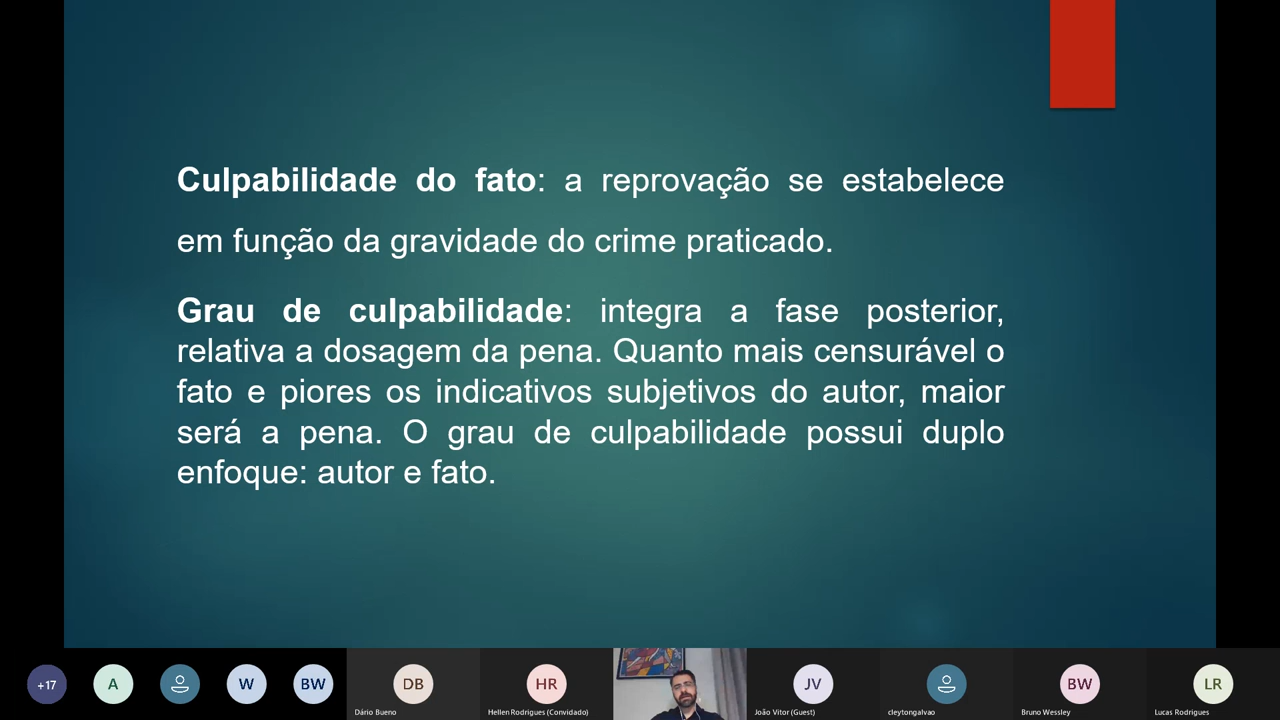 Culpabilidade do fato: a reprovação se estabelece
em função da gravidade do crime praticado.
Grau de culpabilidade: integra a fase posterior,
relativa a dosagem da pena. Quanto mais censurável o
fato e piores os indicativos subjetivos do autor, maior
será a pena. O grau de culpabilidade possui duplo
enfoque: autor e fato.
+17
A
W
BW
DB
HR
JV
BW
LR
Dário Bueno
Hellen Rodrigues (Convidado)
João Vitor (Guest)
cleytongalvao
Bruno Wessley
Lucas Rodrigues